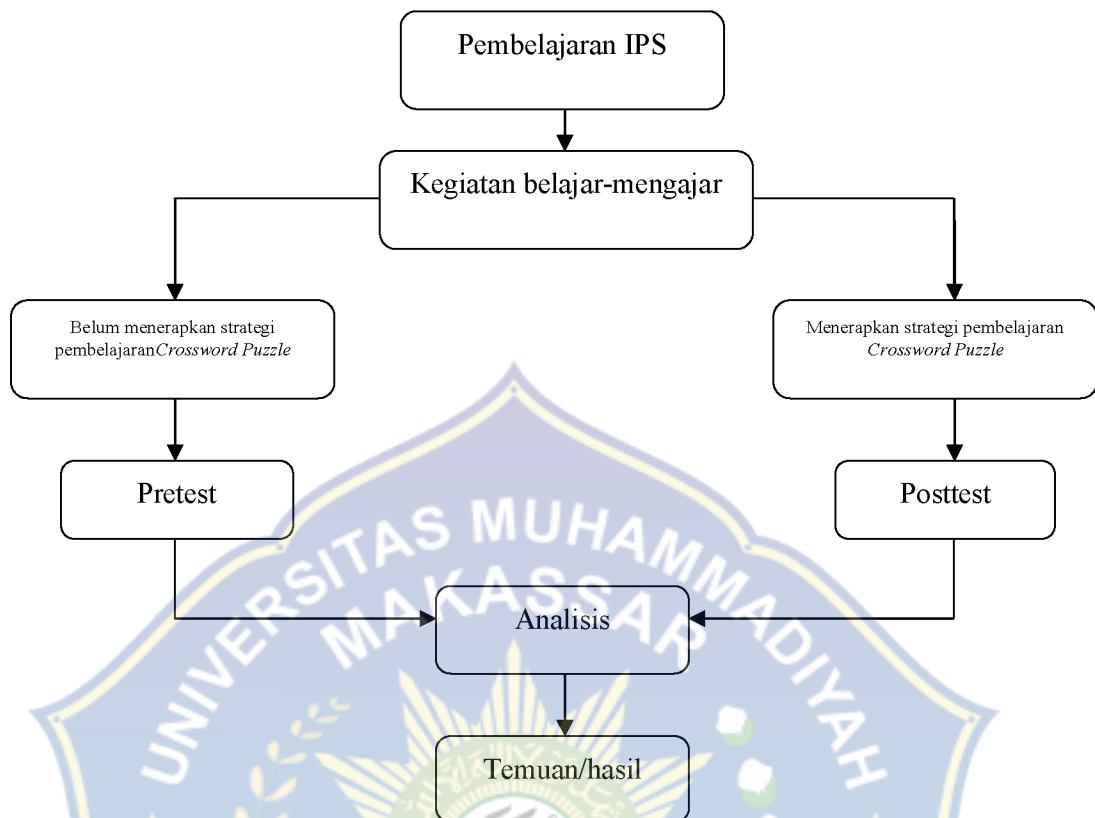 Pembelajaran IPS
Kegiatan belajar-mengajar
Belum menerapkan strategi
pembelajaranCrossword Puzzle
Menerapkan strategi pembelajaran
Crossword Puzzle
Pretest
Posttest
UNIVERSITAS MUHAMMADIYAH
MAKASSAR
Analisis
Temuan/hasil